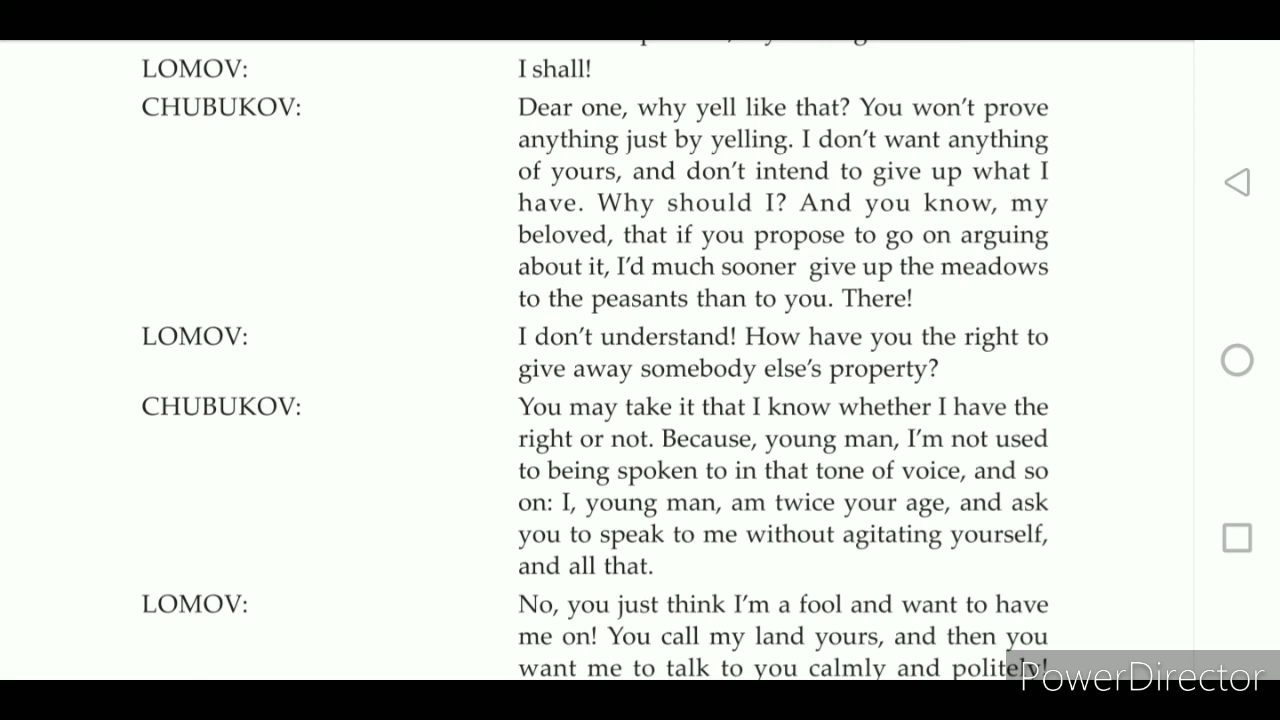 LOMOV: I shall!
CHUBUKOV: Dear one, why yell like that? You won't prove
anything just by yelling. I don't want anything
of yours, and don't intend to give up what I
have. Why should I? And you know, my
beloved, that if you propose to go on arguing
about it, I'd much sooner give up the meadows
to the peasants than to you. There!
LOMOV: I don't understand! How have you the right to
give away somebody else's property?
CHUBUKOV: You may take it that I know whether I have the
right or not. Because, young man, I'm not used
to being spoken to in that tone of voice, and so
on: I, young man, am twice your age, and ask
you to speak to me without agitating yourself,
and all that.
LOMOV: No, you just think I'm a fool and want to have
me on! You call my land yours, and then you
want me to talk to you calmly and politely!
PowerDirector